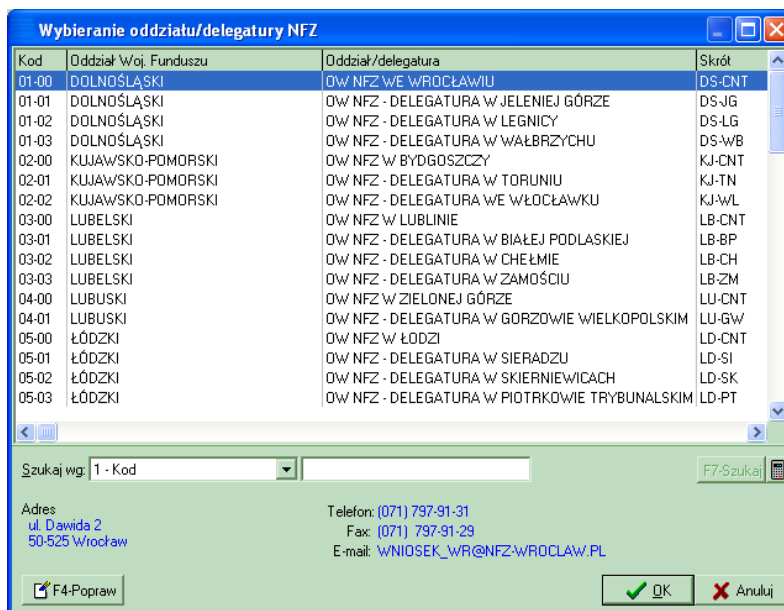 Wybieranie oddziału/delegatury NFZ
Kod Oddział Woj. Funduszu Oddział/delegatura Skrót
01-00 DOLNOŚLĄSKI OW NFZ WE WROCŁAWIU DS-CNT
01-01 DOLNOŚLĄSKI OW NFZ - DELEGATURA W JELENIEJ GÓRZE DS-JG
01-02 DOLNOŚLĄSKI OW NFZ - DELEGATURA W LEGNICY DS-LG
01-03 DOLNOŚLĄSKI OW NFZ - DELEGATURA W WAŁBRZYCHU DS-WB
02-00 KUJAWSKO-POMORSKI OW NFZ W BYDGOSZCZY KJ-CNT
02-01 KUJAWSKO-POMORSKI OW NFZ - DELEGATURA W TORUNIU KJ-TN
02-02 KUJAWSKO-POMORSKI OW NFZ - DELEGATURA WE WŁOCŁAWKU KJ-WL
03-00 LUBELSKI OW NFZ W LUBLINIE LB-CNT
03-01 LUBELSKI OW NFZ - DELEGATURA W BIAŁEJ PODLASKIEJ LB-BP
03-02 LUBELSKI OW NFZ - DELEGATURA W CHEŁMIE LB-CH
03-03 LUBELSKI OW NFZ - DELEGATURA W ZAMOŚCIU LB-ZM
04-00 LUBUSKI OW NFZ W ZIELONEJ GÓRZE LU-CNT
04-01 LUBUSKI OW NFZ - DELEGATURA W GORZOWIE WIELKOPOLSKIM LU-GW
05-00 ŁÓDZKI OW NFZ W ŁODZI LD-CNT
05-01 ŁÓDZKI OW NFZ - DELEGATURA W SIERADZU LD-SI
05-02 ŁÓDZKI OW NFZ - DELEGATURA W SKIERNIEWICACH LD-SK
05-03 ŁÓDZKI OW NFZ - DELEGATURA W PIOTRKOWIE TRYBUNALSKIM LD-PT
Szukaj wg: 1 - Kod F7-Szukaj
Adres
ul. Dawida 2
50-525 Wrocław
Telefon: (071) 797-91-31
Fax: (071) 797-91-29
E-mail: WNIOSEK_WR@NFZ-WROCLAW.PL
F4-Popraw OK Anuluj